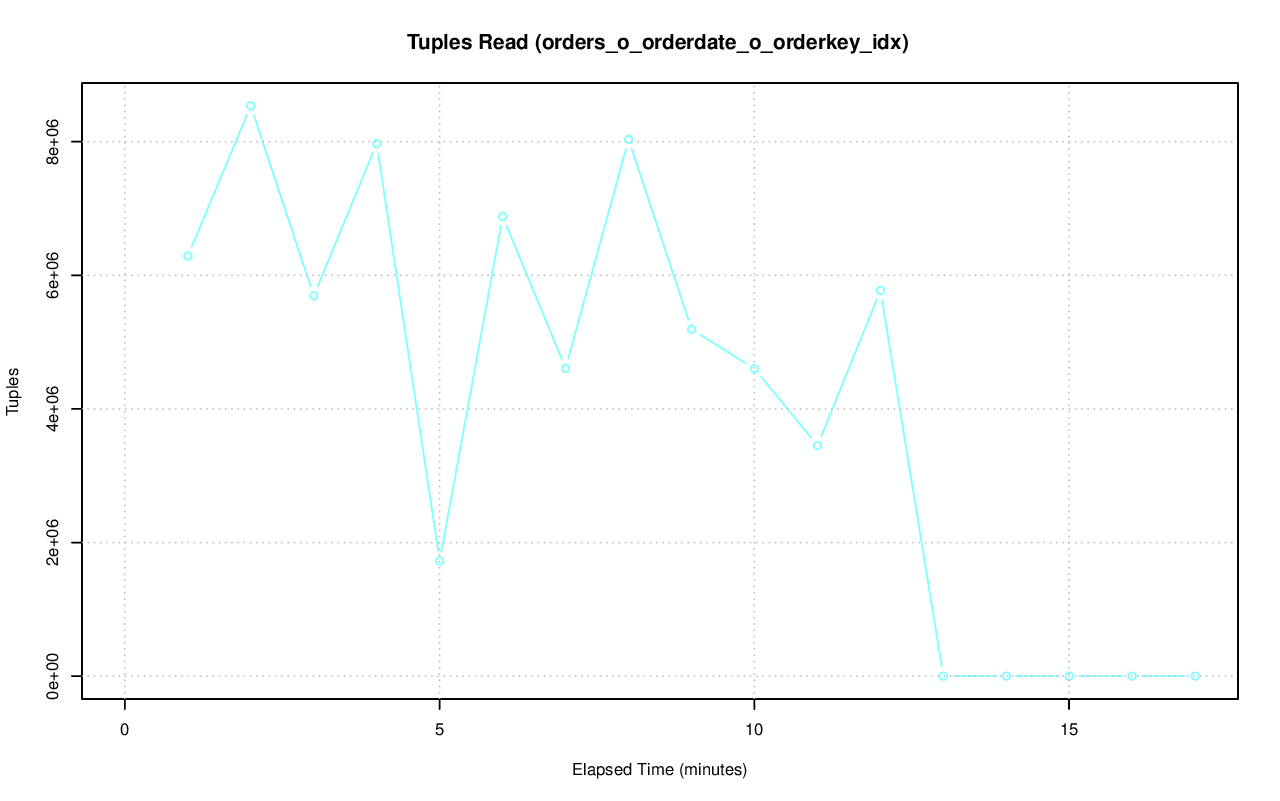 Tuples Read (orders_o_orderdate_o_orderkey_idx)
Tuples
8e+06
6e+06
4e+06
2e+06
0e+00
0 5 10 15
Elapsed Time (minutes)